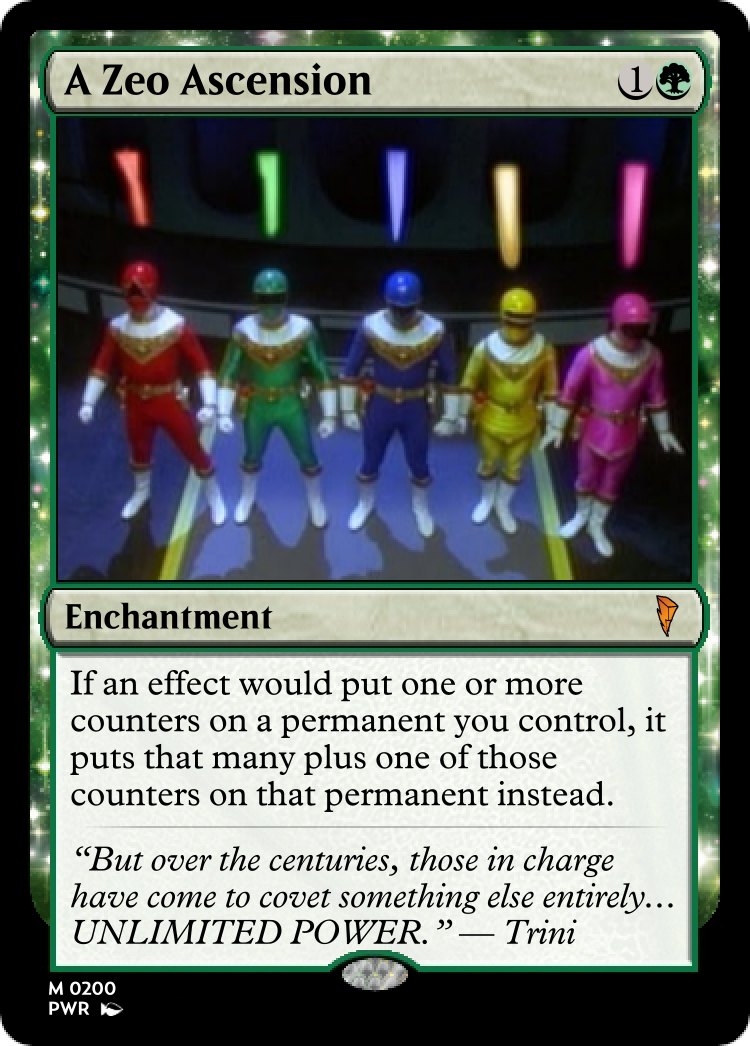 A Zeo Ascension 1
Enchantment
If an effect would put one or more
counters on a permanent you control, it
puts that many plus one of those
counters on that permanent instead.
“But over the centuries, those in charge
have come to covet something else entirely…
UNLIMITED POWER.” — Trini
M 0200
PWR